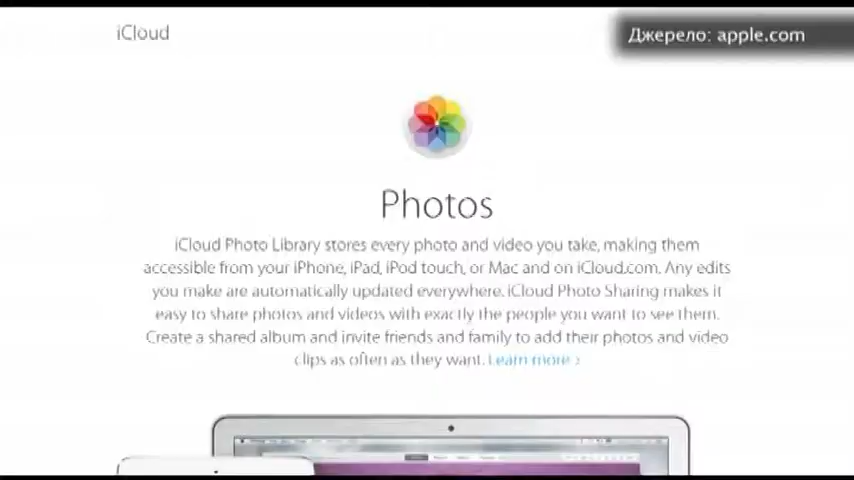 iCloud
Джерело: apple.com
Photos
iCloud Photo Library stores every photo and video you take, making them
accessible from your iPhone, iPad, iPod touch, or Mac and on iCloud.com. Any edits
you make are automatically updated everywhere. iCloud Photo Sharing makes it
easy to share photos and videos with exactly the people you want to see them.
Create a shared album and invite friends and family to add their photos and video
clips as often as they want. Learn more ›